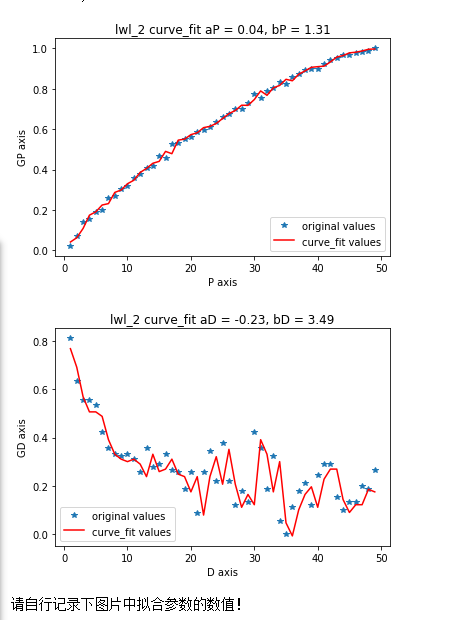 lwl_2 curve_fit aP = 0.04, bP = 1.31
1.0
0.8
0.6
0.4
0.2
0.0
GP axis
original values
curve_fit values
0 10 20 30 40 50
P axis
lwl_2 curve_fit aD = -0.23, bD = 3.49
0.8
0.6
0.4
0.2
0.0
GD axis
original values
curve_fit values
0 10 20 30 40 50
D axis
请自行记录下图片中拟合参数的数值!